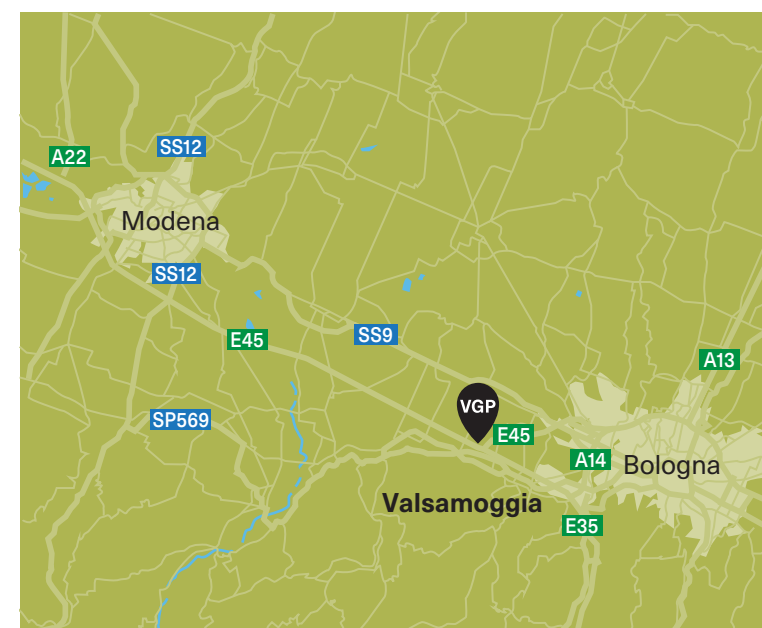 SS12
A22
Modena
SS12
SS9
E45
A13
VGP
SP569
E45
A14
Bologna
Valsamoggia
E35